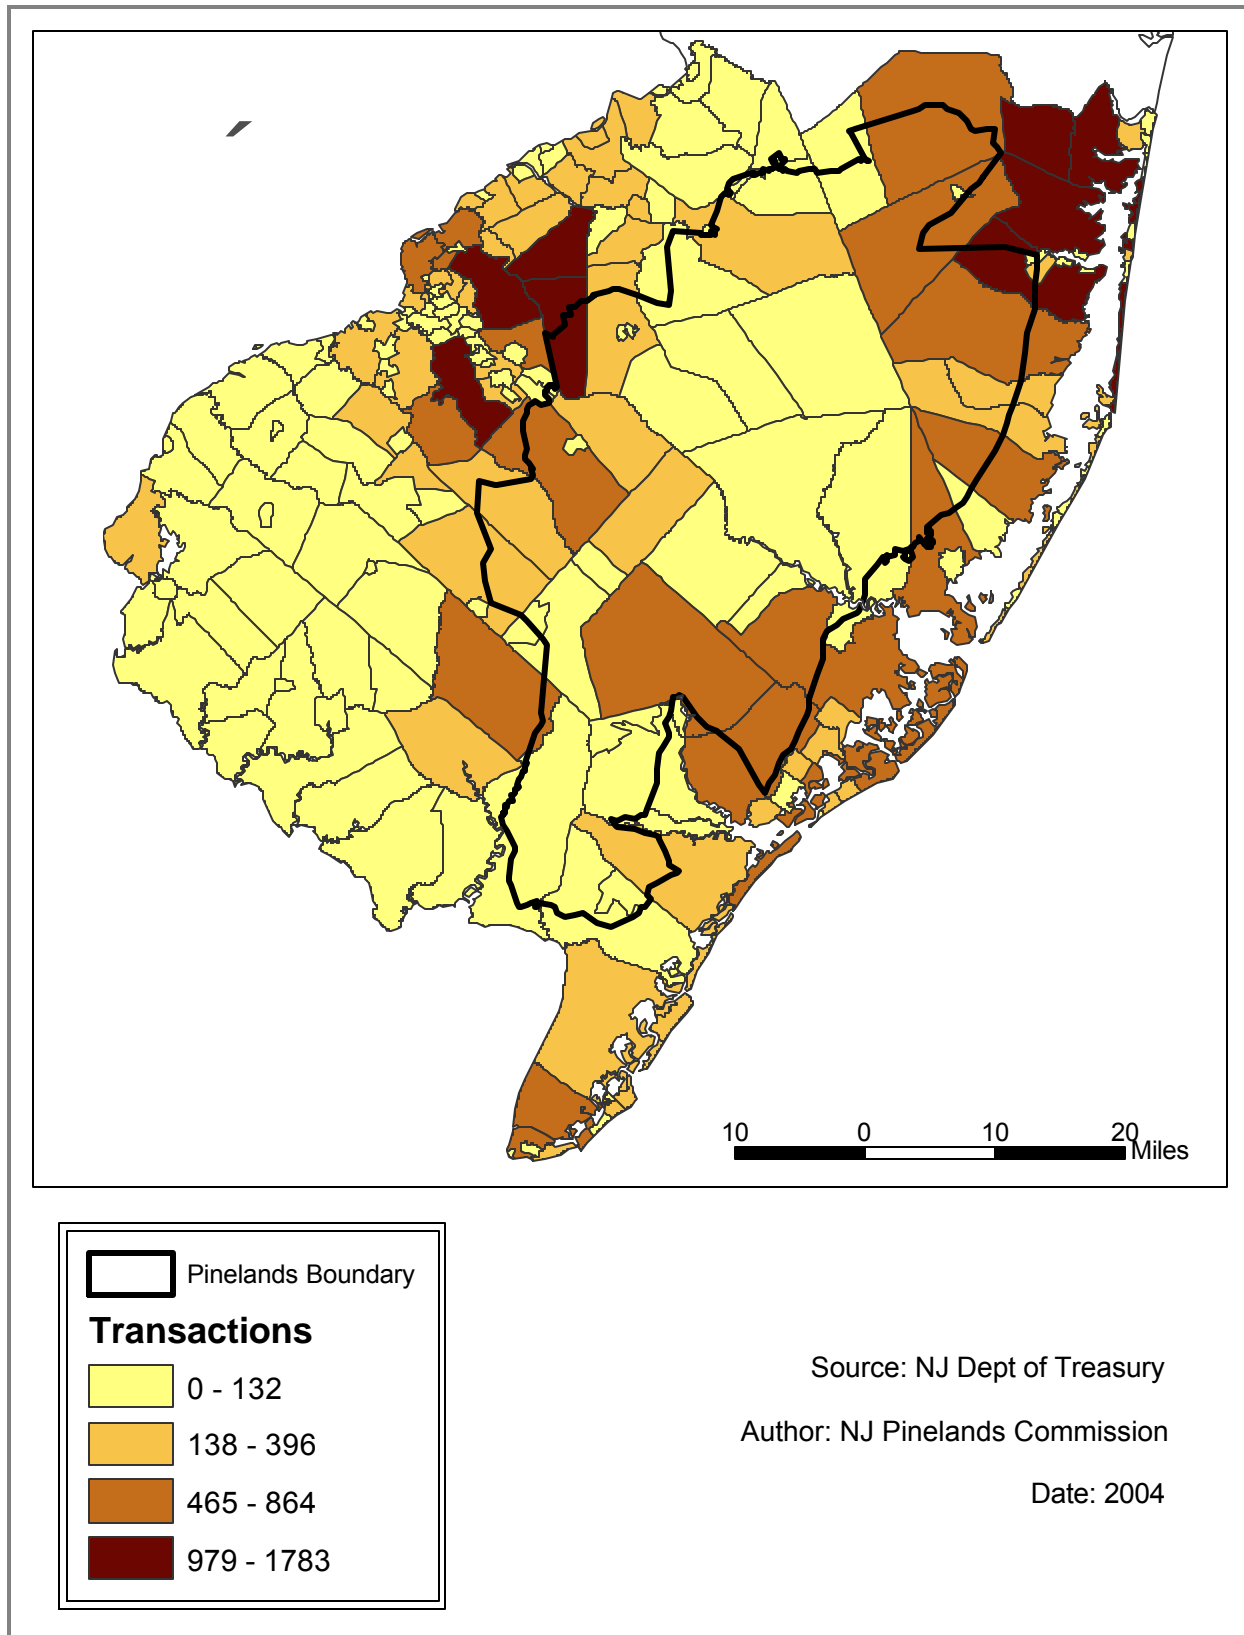 10 0 10 20
Miles
Pinelands Boundary
Transactions
0 - 132
138 - 396
465 - 864
979 - 1783
Source: NJ Dept of Treasury
Author: NJ Pinelands Commission
Date: 2004